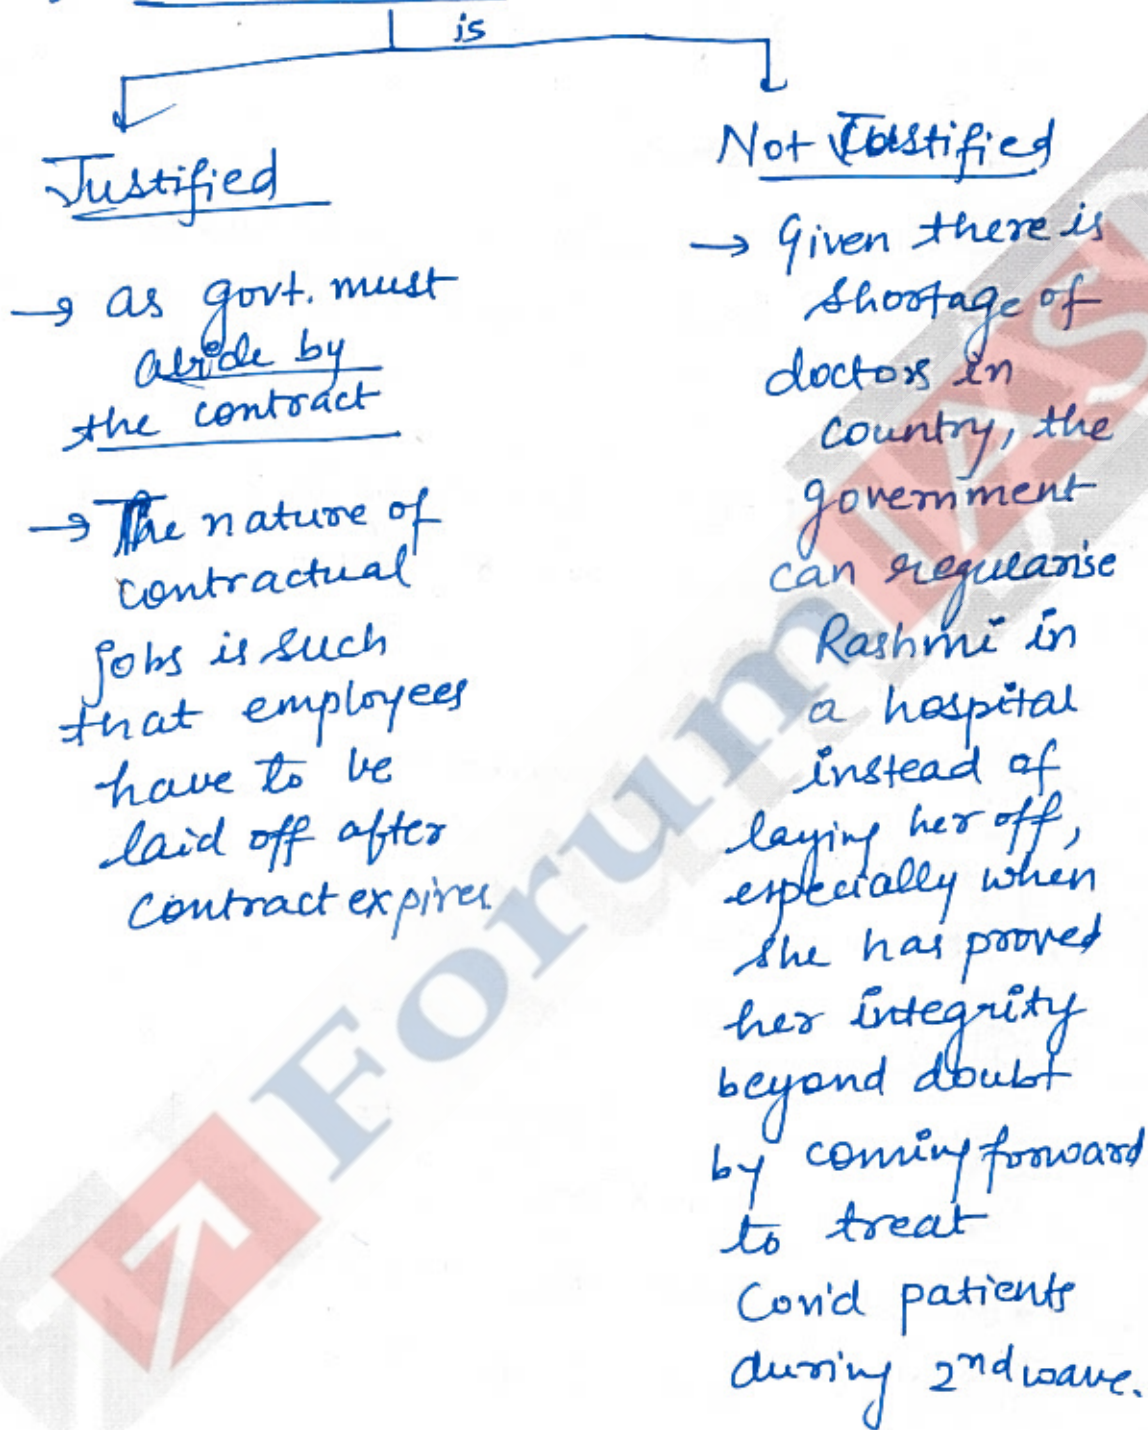 is
Justified
→ as govt. must
abide by
the contract
→ The nature of
contractual
jobs is such
that employees
have to be
laid off after
contract expires.
Not Justified
→ Given there is
shortage of
doctors in
country, the
government
can regularise
Rashmi in
a hospital
instead of
laying her off,
especially when
she has proved
her integrity
beyond doubt
by coming forward
to treat
Covid patients
during 2nd wave.
Forum IAS